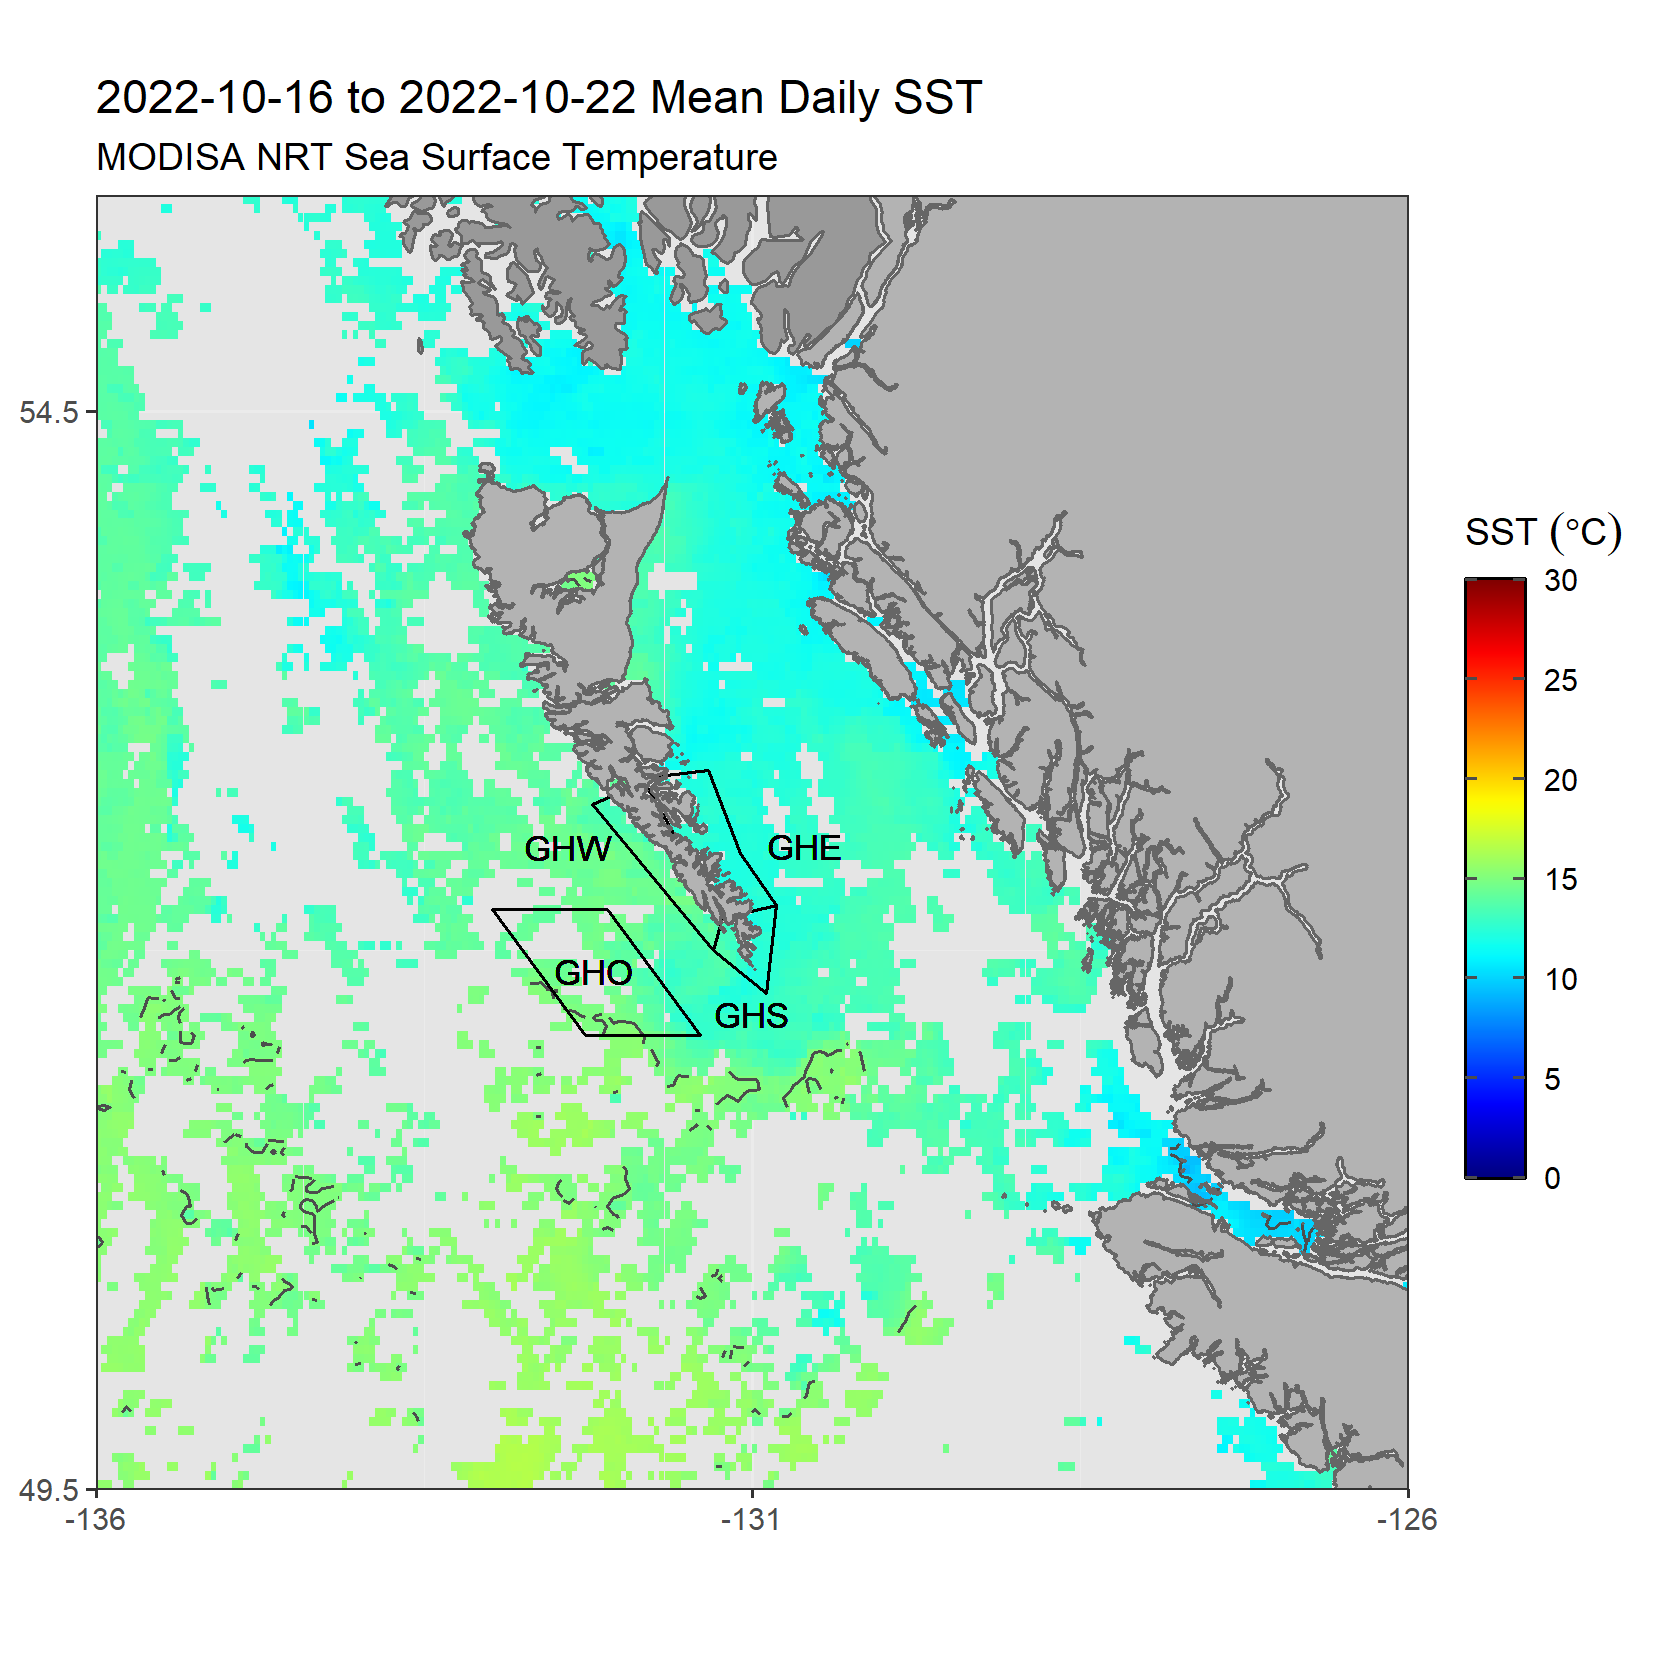 2022-10-16 to 2022-10-22 Mean Daily SST
MODISA NRT Sea Surface Temperature
54.5
49.5
-136
-131
-126
GHW
GHE
GHO
GHS
SST (°C)
30
25
20
15
10
5
0